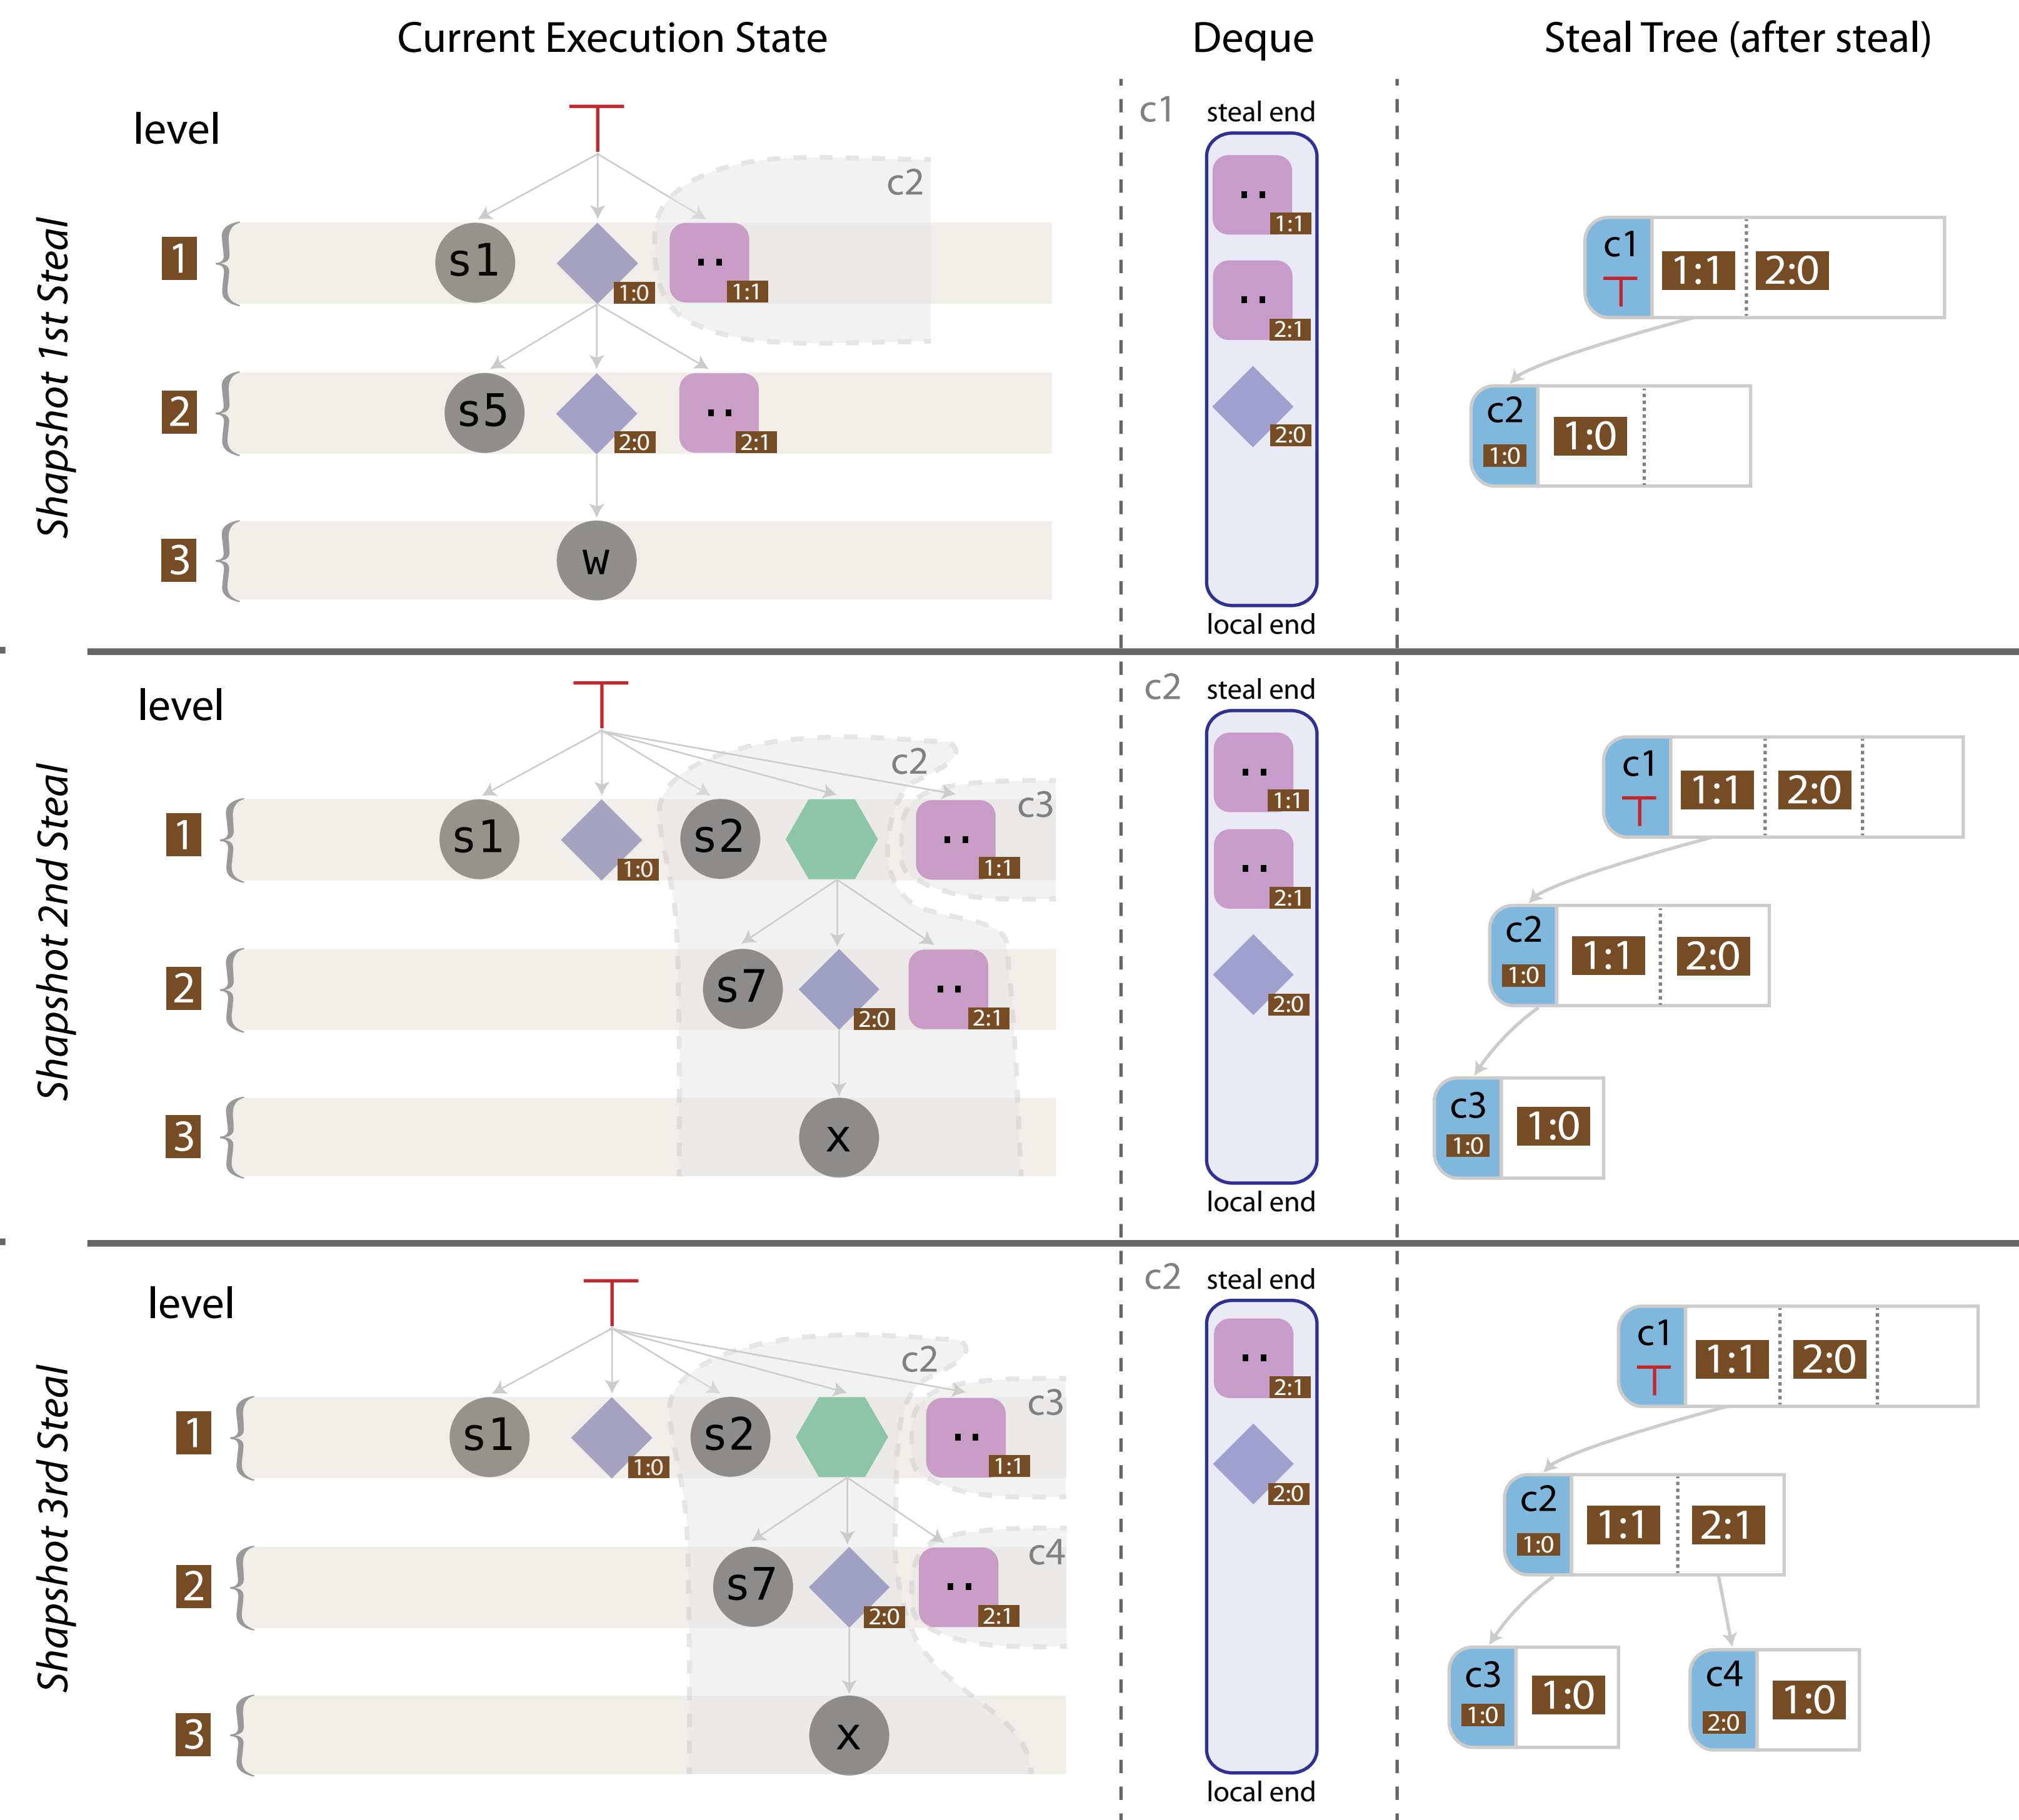 Current Execution State
Deque
Steal Tree (after steal)
Shapshot 1st Steal
level
c2
1
s1
1:0
..
1:1
2
s5
2:0
..
2:1
3
w
c1
steal end
..
1:1
..
2:1
2:0
local end
c1
1:1
2:0
c2
1:0
1:0
Shapshot 2nd Steal
level
c2
c3
1
s1
1:0
s2
..
1:1
2
s7
2:0
..
2:1
3
x
c2
steal end
..
1:1
..
2:1
2:0
local end
c1
1:1
2:0
c2
1:0
1:1
2:0
c3
1:0
1:0
Shapshot 3rd Steal
level
c2
c3
1
s1
1:0
s2
..
1:1
c4
2
s7
2:0
..
2:1
3
x
c2
steal end
..
2:1
2:0
local end
c1
1:1
2:0
c2
1:0
1:1
2:1
c3
1:0
1:0
c4
2:0
1:0